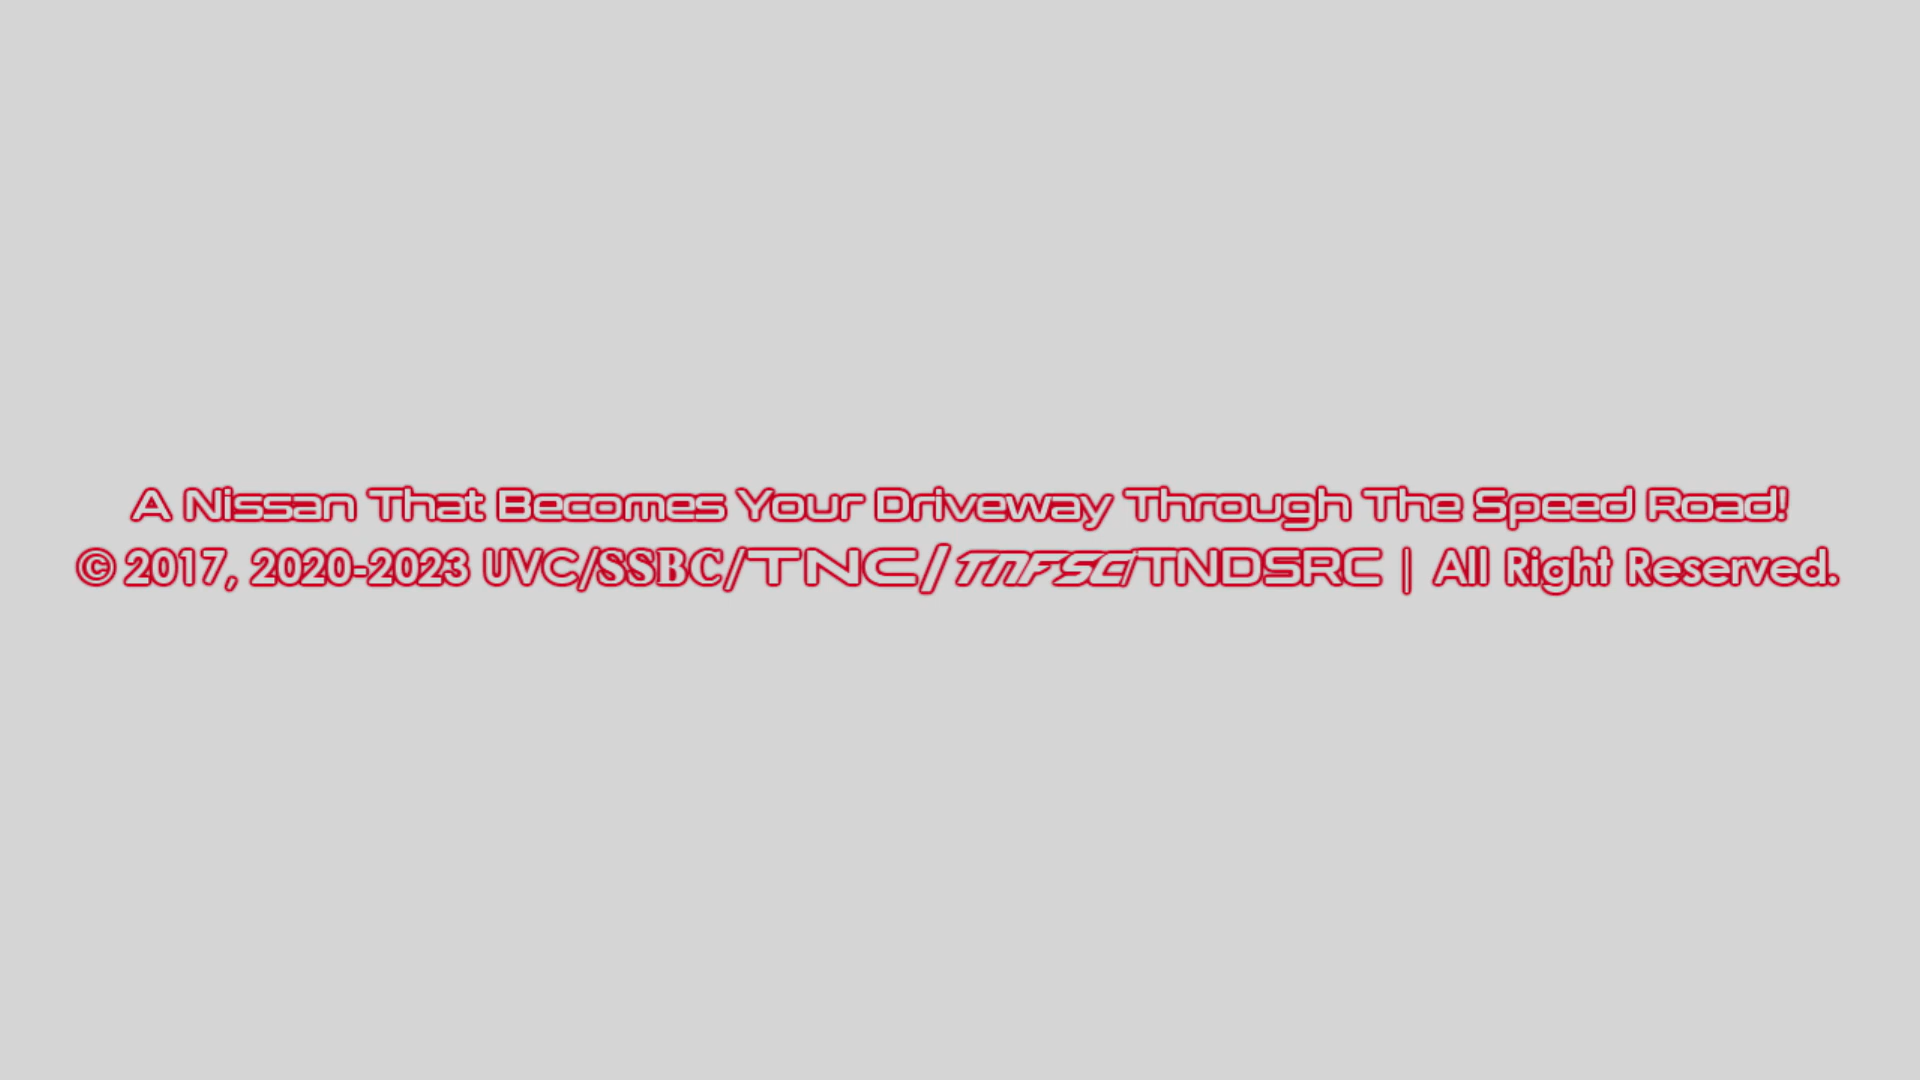 A Nissan That Becomes Your Driveway Through The Speed Road!
© 2017, 2020-2023 UVC/SSBC/TNC/TNFSC/TNDSRC | All Right Reserved.